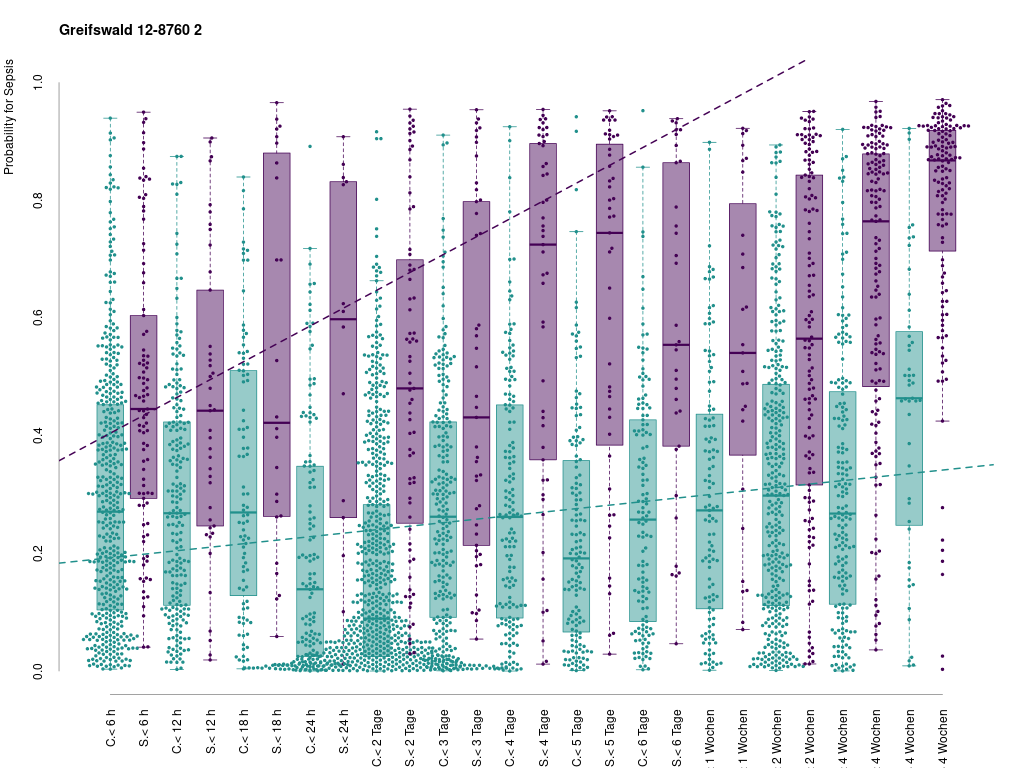 Greifswald 12-8760 2
Probability for Sepsis
1.0
0.8
0.6
0.4
0.2
0.0
C.< 6 h
S.< 6 h
C.< 12 h
S.< 12 h
C.< 18 h
S.< 18 h
C.< 24 h
S.< 24 h
C.< 2 Tage
S.< 2 Tage
C.< 3 Tage
S.< 3 Tage
C.< 4 Tage
S.< 4 Tage
C.< 5 Tage
S.< 5 Tage
C.< 6 Tage
S.< 6 Tage
1 Wochen
1 Wochen
2 Wochen
2 Wochen
4 Wochen
4 Wochen
4 Wochen
4 Wochen